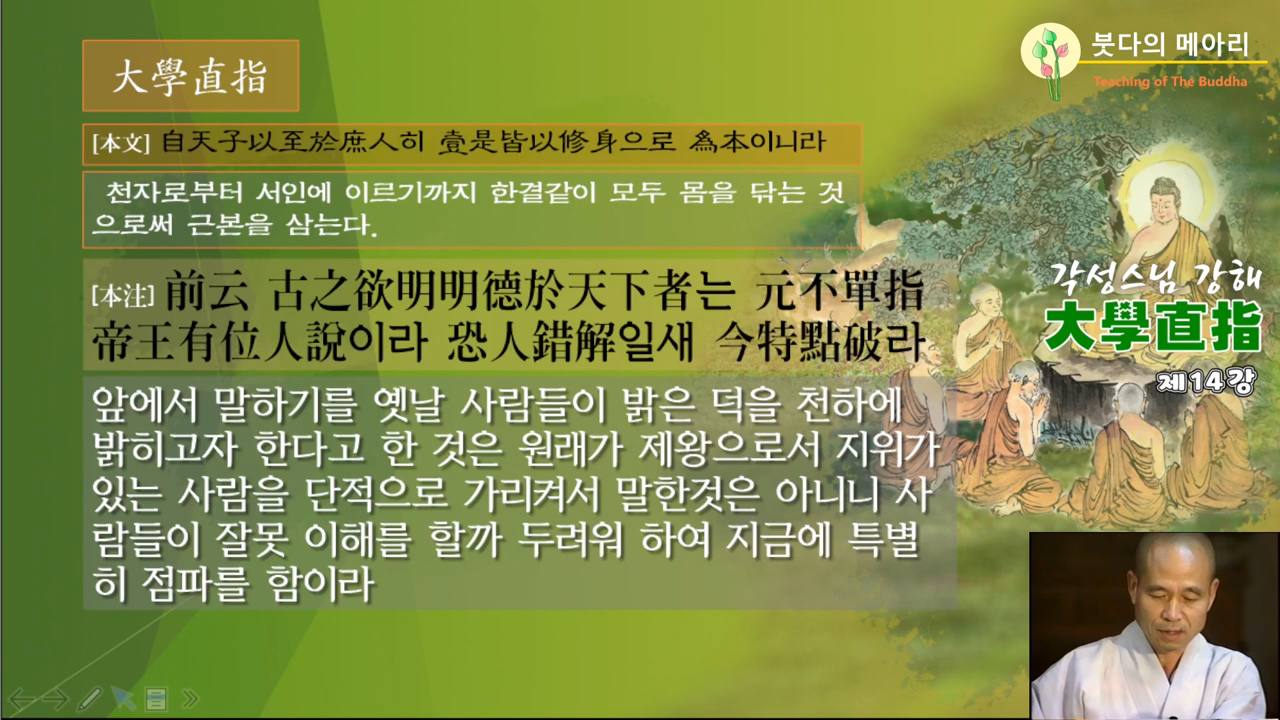 大學直指
[本文] 自天子以至於庶人히 壹是皆以修身으로 為本이니라
천자로부터 서인에 이르기까지 한결같이 모두 몸을 닦는 것
으로써 근본을 삼는다.
[本注] 前云 古之欲明明德於天下者는 元不單指
帝王有位人說이라 恐人錯解일새 今特點破라
앞에서 말하기를 옛날 사람들이 밝은 덕을 천하에
밝히고자 한다고 한 것은 원래가 제왕으로서 지위가
있는 사람을 단적으로 가리켜서 말한것은 아니니 사
람들이 잘못 이해를 할까 두려워 하여 지금에 특별
히 점파를 함이라
붓다의 메아리
Teaching of The Buddha
각성스님 강해
大學直指
제14강